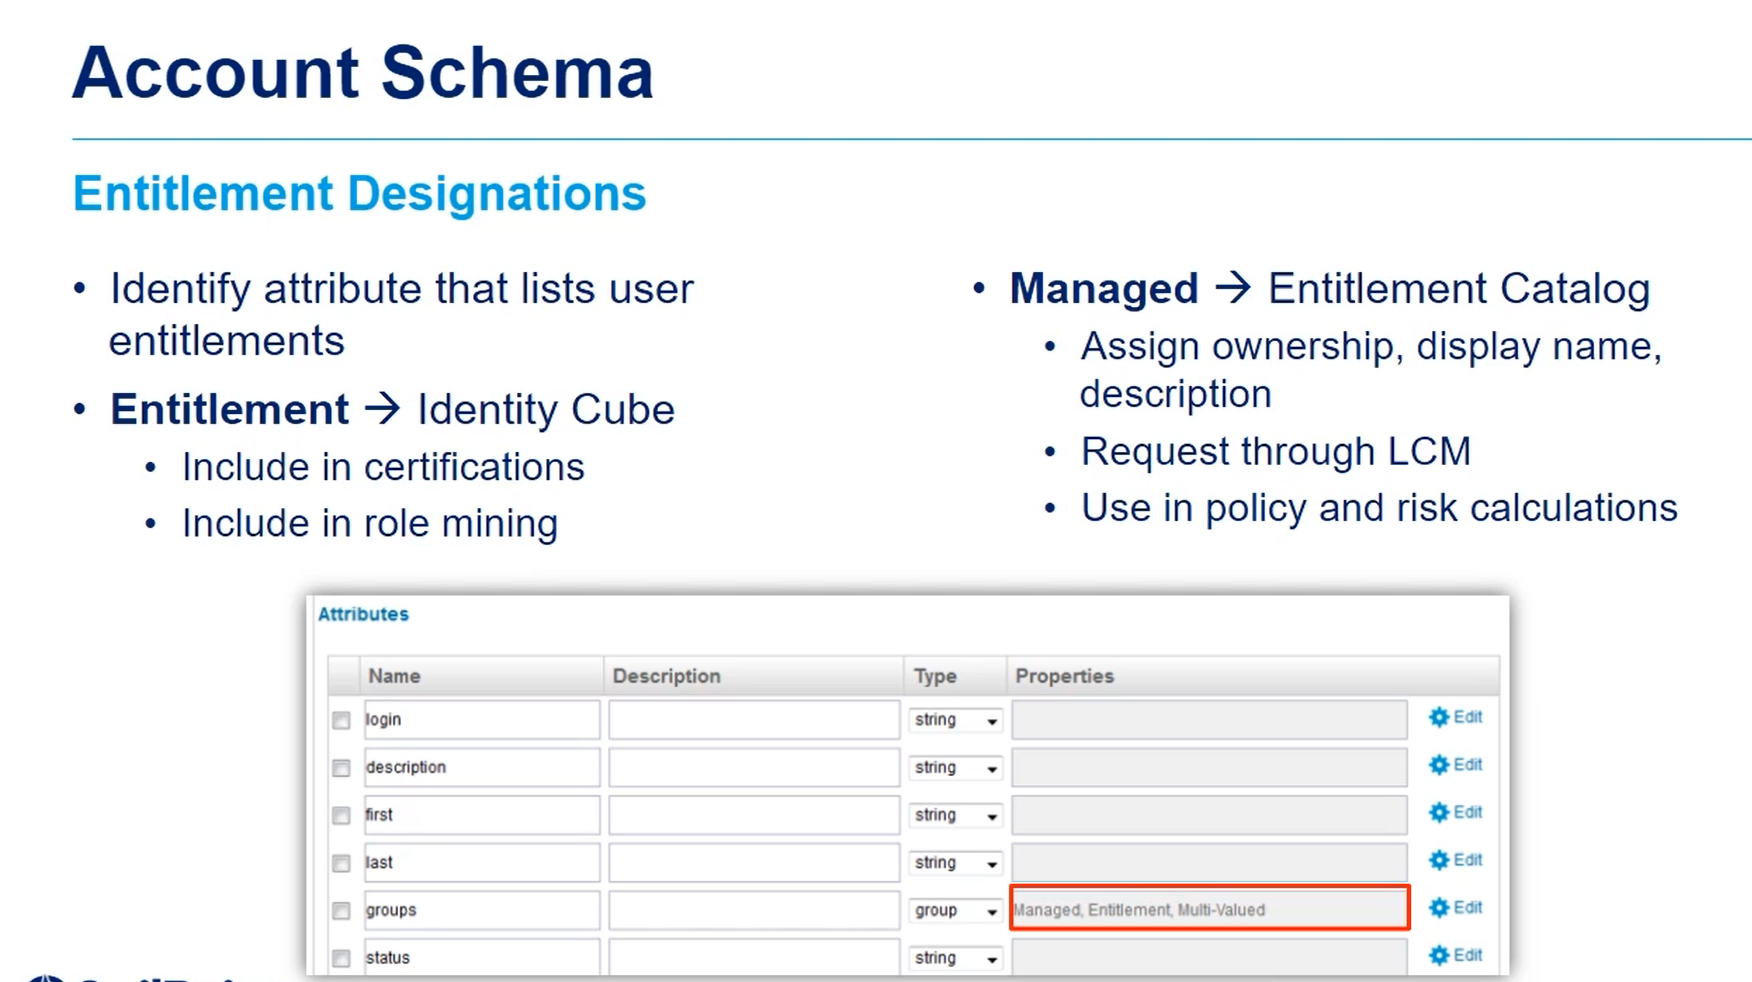 Account Schema
Entitlement Designations
• Identify attribute that lists user
entitlements
• Entitlement → Identity Cube
• Include in certifications
• Include in role mining
• Managed → Entitlement Catalog
• Assign ownership, display name,
description
• Request through LCM
• Use in policy and risk calculations
Attributes
Name Description Type Properties
login string Edit
description string Edit
first string Edit
last string Edit
groups group Managed, Entitlement, Multi-Valued Edit
status string Edit